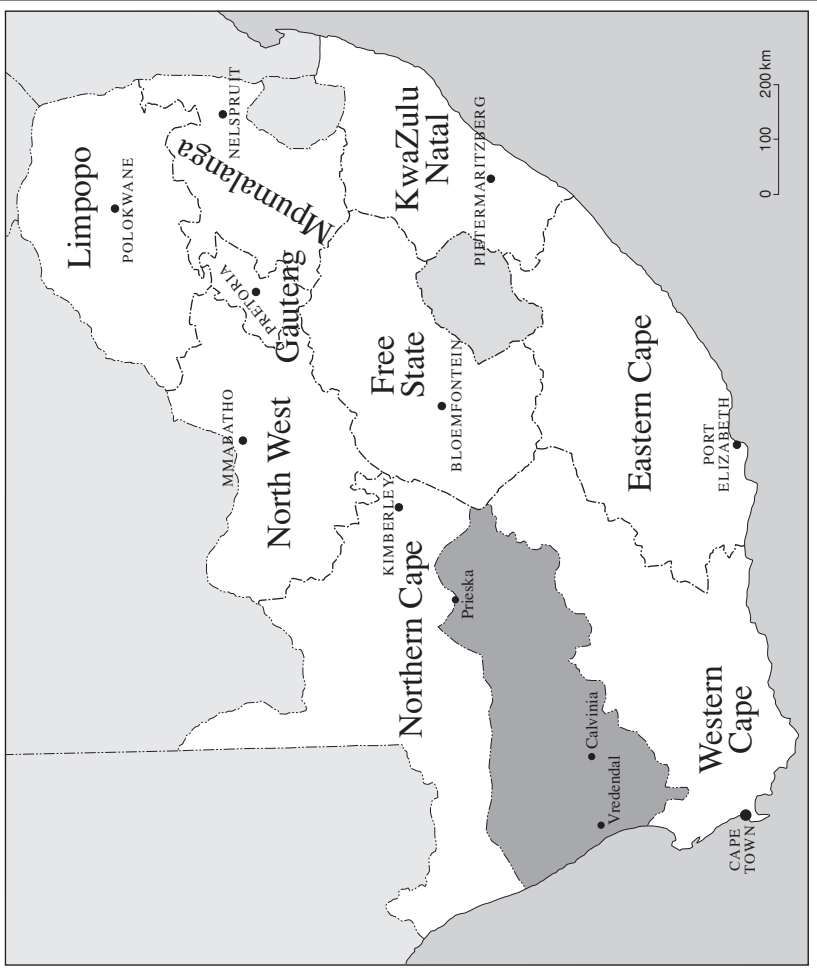 Limpopo
POLOKWANE
NELSPRUIT
Mpumalanga
PRETORIA
Gauteng
MMABATHO
North West
KwaZulu
Natal
PIETERMARITZBERG
Free
State
BLOEMFONTEIN
KIMBERLEY
Northern Cape
Prieska
Eastern Cape
PORT
ELIZABETH
Calvinia
Vredendal
Western
Cape
CAPE
TOWN
0 100 200 km